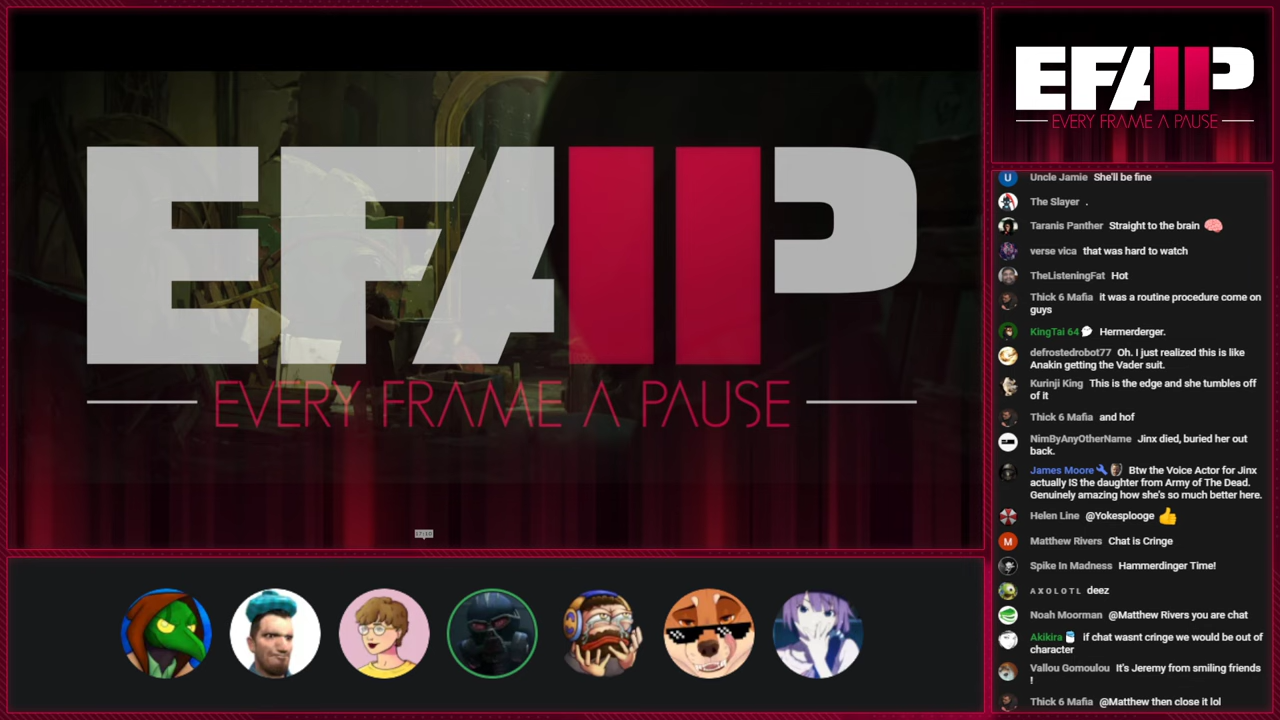 EFAP
EVERY FRAME A PAUSE
EFAP
EVERY FRAME A PAUSE
U Uncle Jamie She'll be fine
The Slayer .
Taranis Panther Straight to the brain 🧠
verse vica that was hard to watch
TheListeningFat Hot
Thick 6 Mafia it was a routine procedure come on
guys
KingTai 64 Hermerderger.
defrostedrobot77 Oh. I just realized this is like
Anakin getting the Vader suit.
Kurinji King This is the edge and she tumbles off
of it
Thick 6 Mafia and hof
NimByAnyOtherName Jinx died, buried her out
back.
James Moore Btw the Voice Actor for Jinx
actually IS the daughter from Army of The Dead.
Genuinely amazing how she's so much better here.
Helen Line @Yokesplooge 👍
M Matthew Rivers Chat is Cringe
Spike In Madness Hammerdinger Time!
A X O L O T L deez
Noah Moorman @Matthew Rivers you are chat
Akikira if chat wasnt cringe we would be out of
character
Vallou Gomoulou It's Jeremy from smiling friends
!
Thick 6 Mafia @Matthew then close it lol